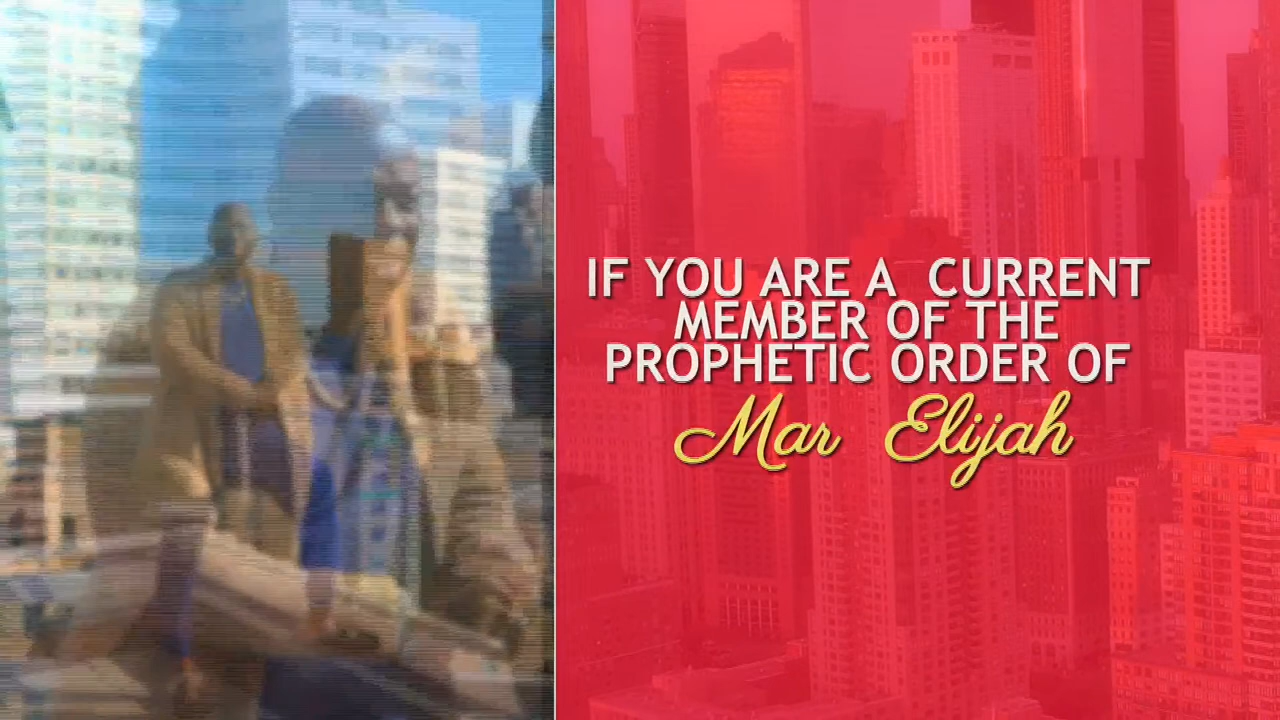 IF YOU ARE A CURRENT
MEMBER OF THE
PROPHETIC ORDER OF
Mar Elijah